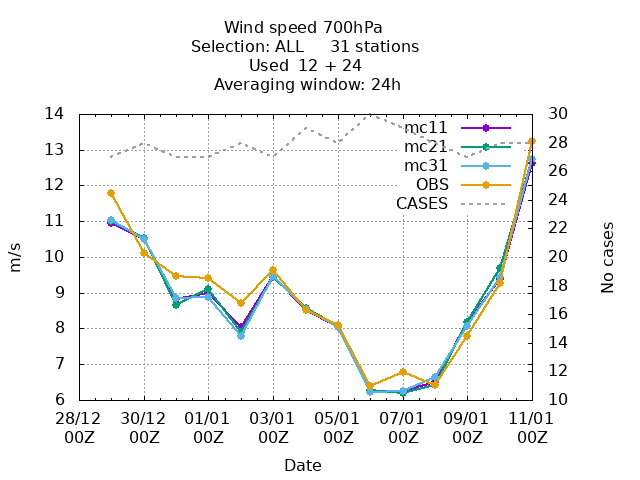 Wind speed 700hPa
Selection: ALL     31 stations
Used  12 + 24
Averaging window: 24h
14
13
12
11
10
9
8
7
6
m/s
30
28
26
24
22
20
18
16
14
12
10
No cases
mc11
mc21
mc31
OBS
CASES
28/12 30/12 01/01 03/01 05/01 07/01 09/01 11/01
00Z 00Z 00Z 00Z 00Z 00Z 00Z 00Z
Date